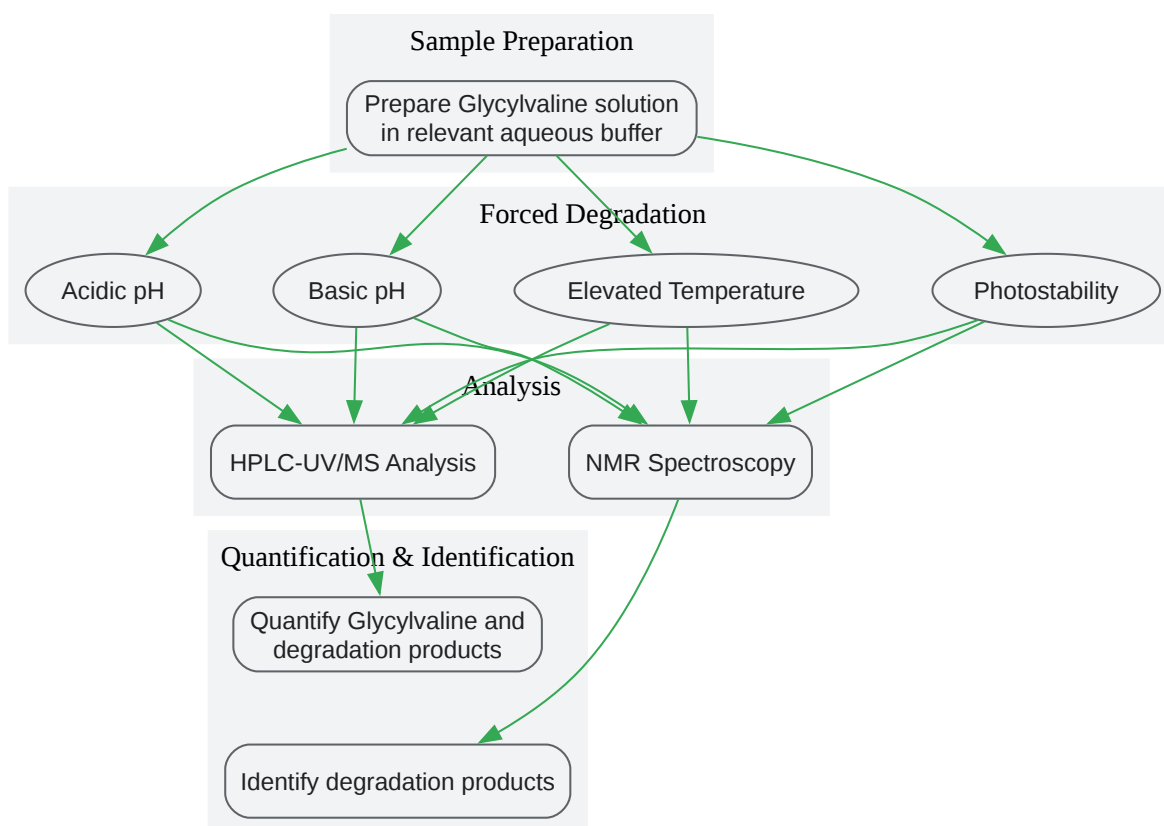 Sample Preparation
Prepare Glycylvaline solution
in relevant aqueous buffer
Forced Degradation
Acidic pH
Basic pH
Elevated Temperature
Photostability
Analysis
HPLC-UV/MS Analysis
NMR Spectroscopy
Quantification & Identification
Quantify Glycylvaline and
degradation products
Identify degradation products